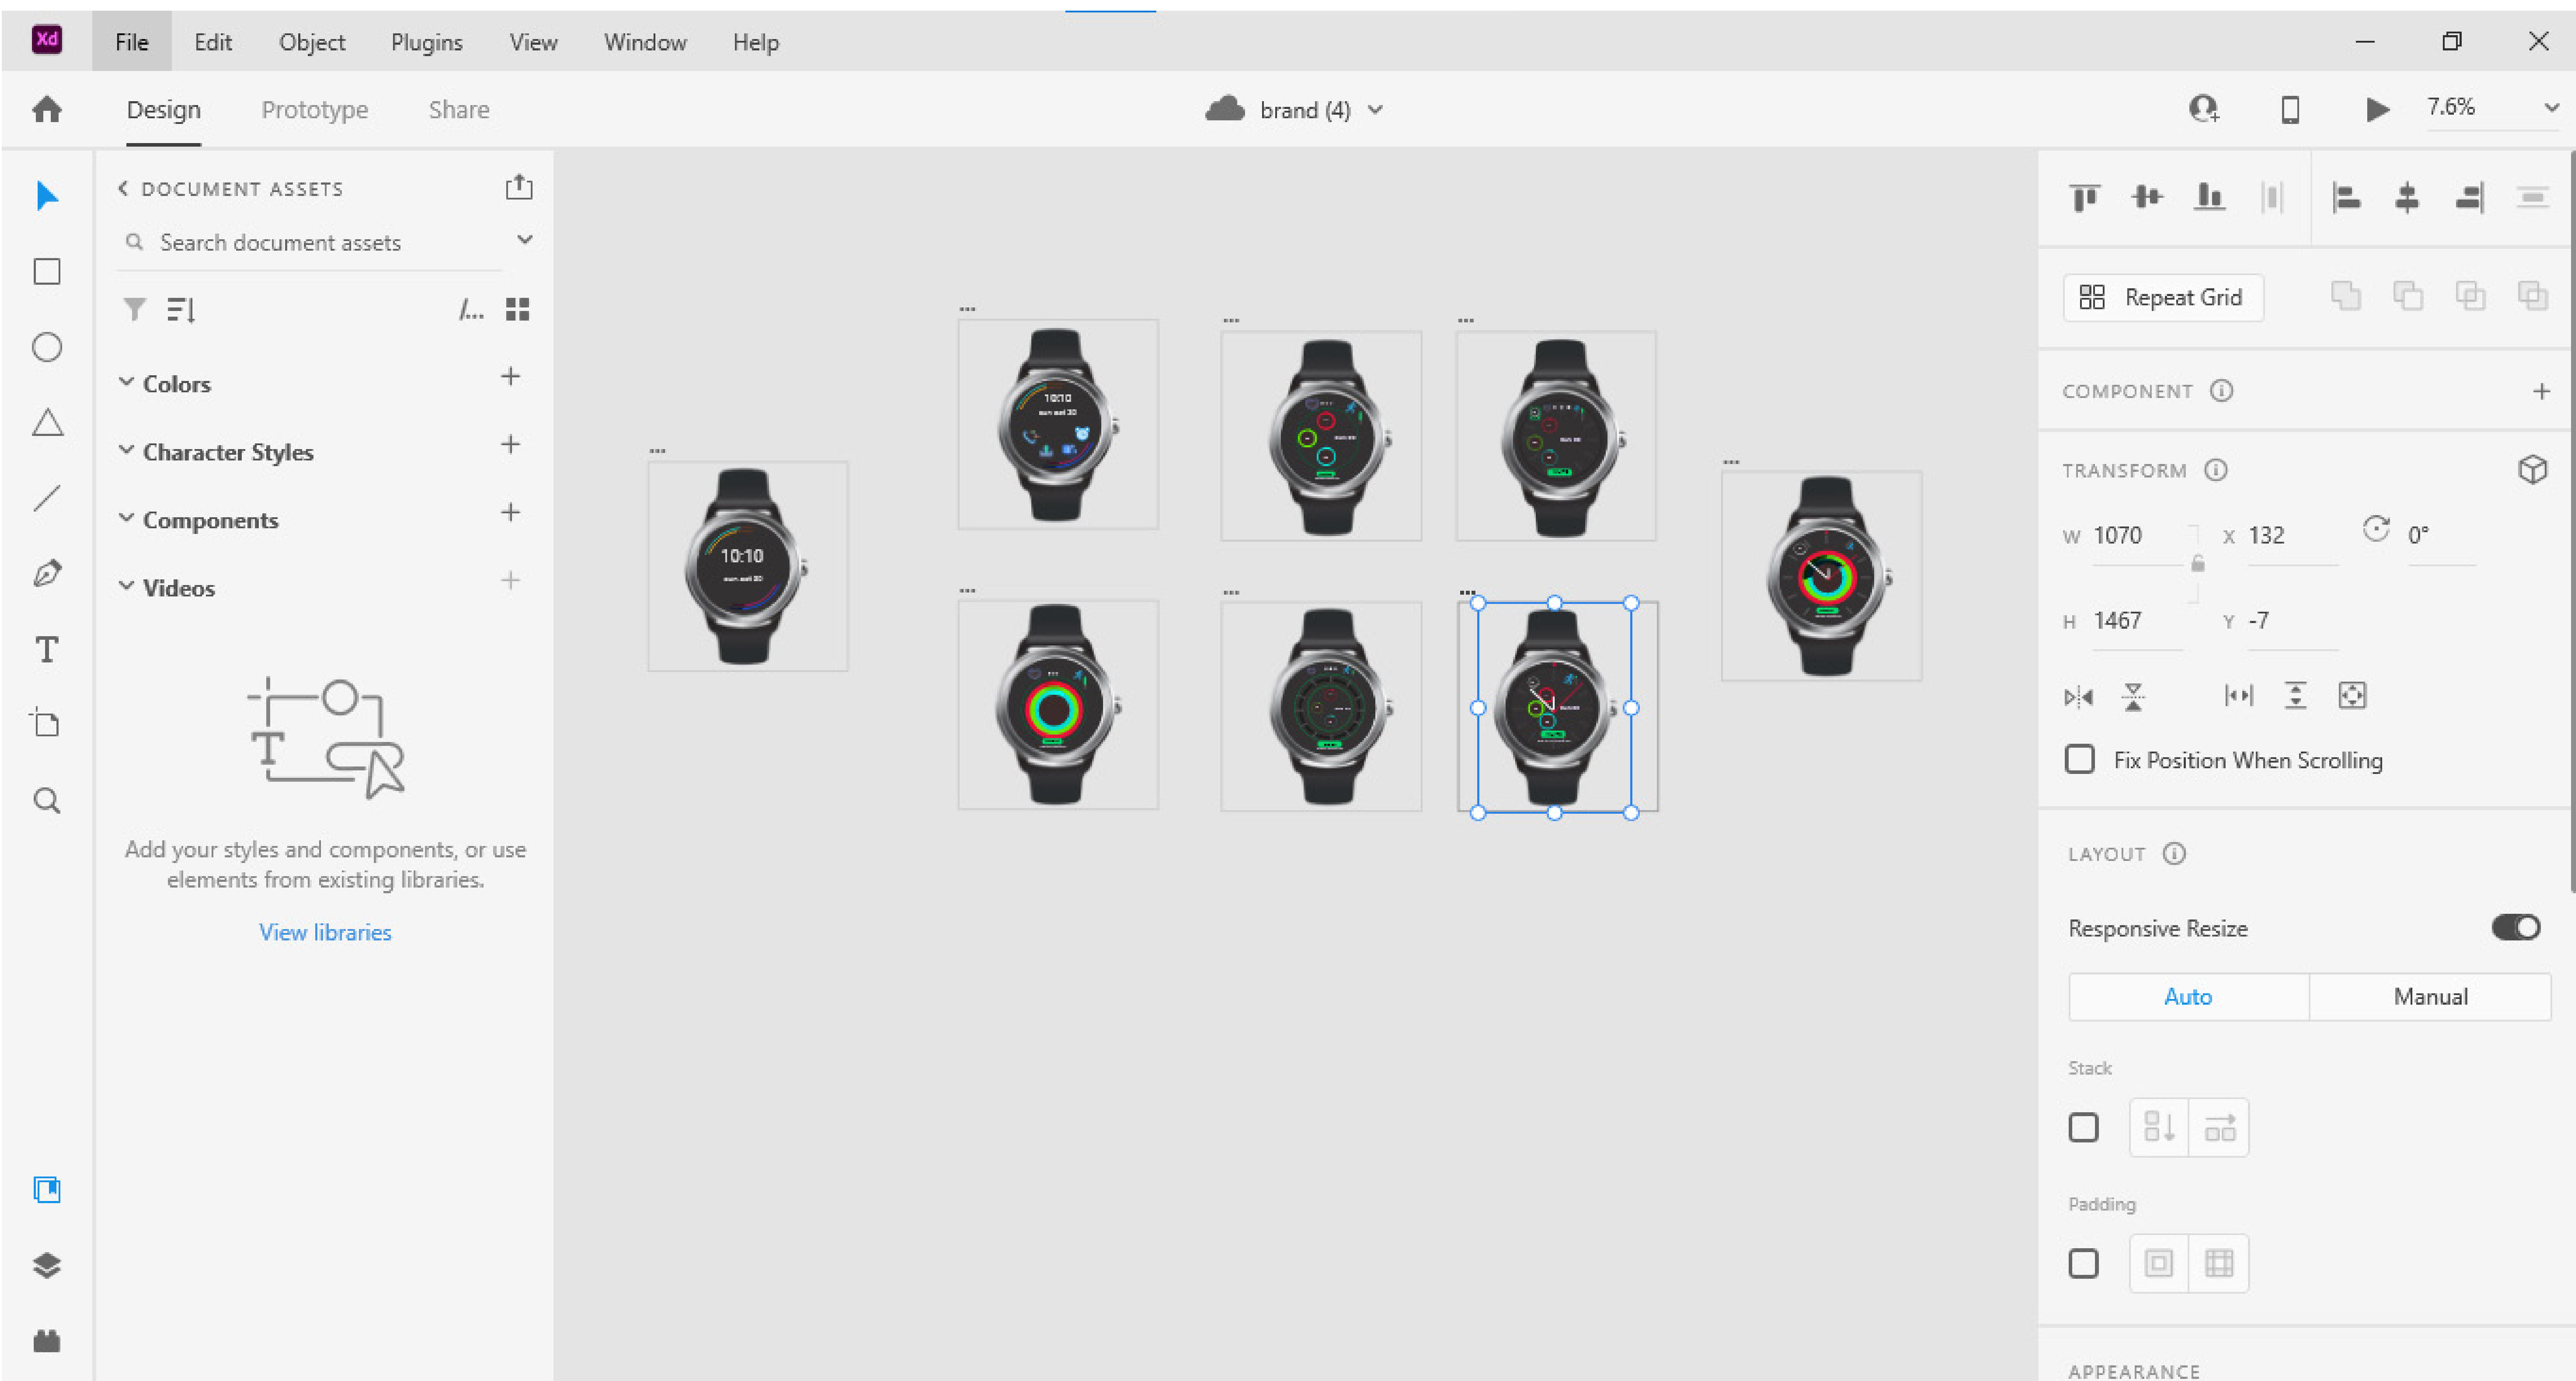 Xd File Edit Object Plugins View Window Help
Design Prototype Share brand (4) 7.6%
DOCUMENT ASSETS
Search document assets
/...
Colors
Character Styles
Components
Videos
T
Add your styles and components, or use
elements from existing libraries.
View libraries
...
10:10
...
10:10
sun oct 20
...
...
...
...
...
...
Repeat Grid
COMPONENT
TRANSFORM
W 1070 X 132 0°
H 1467 Y -7
Fix Position When Scrolling
LAYOUT
Responsive Resize
Auto Manual
Stack
Padding
APPEARANCE